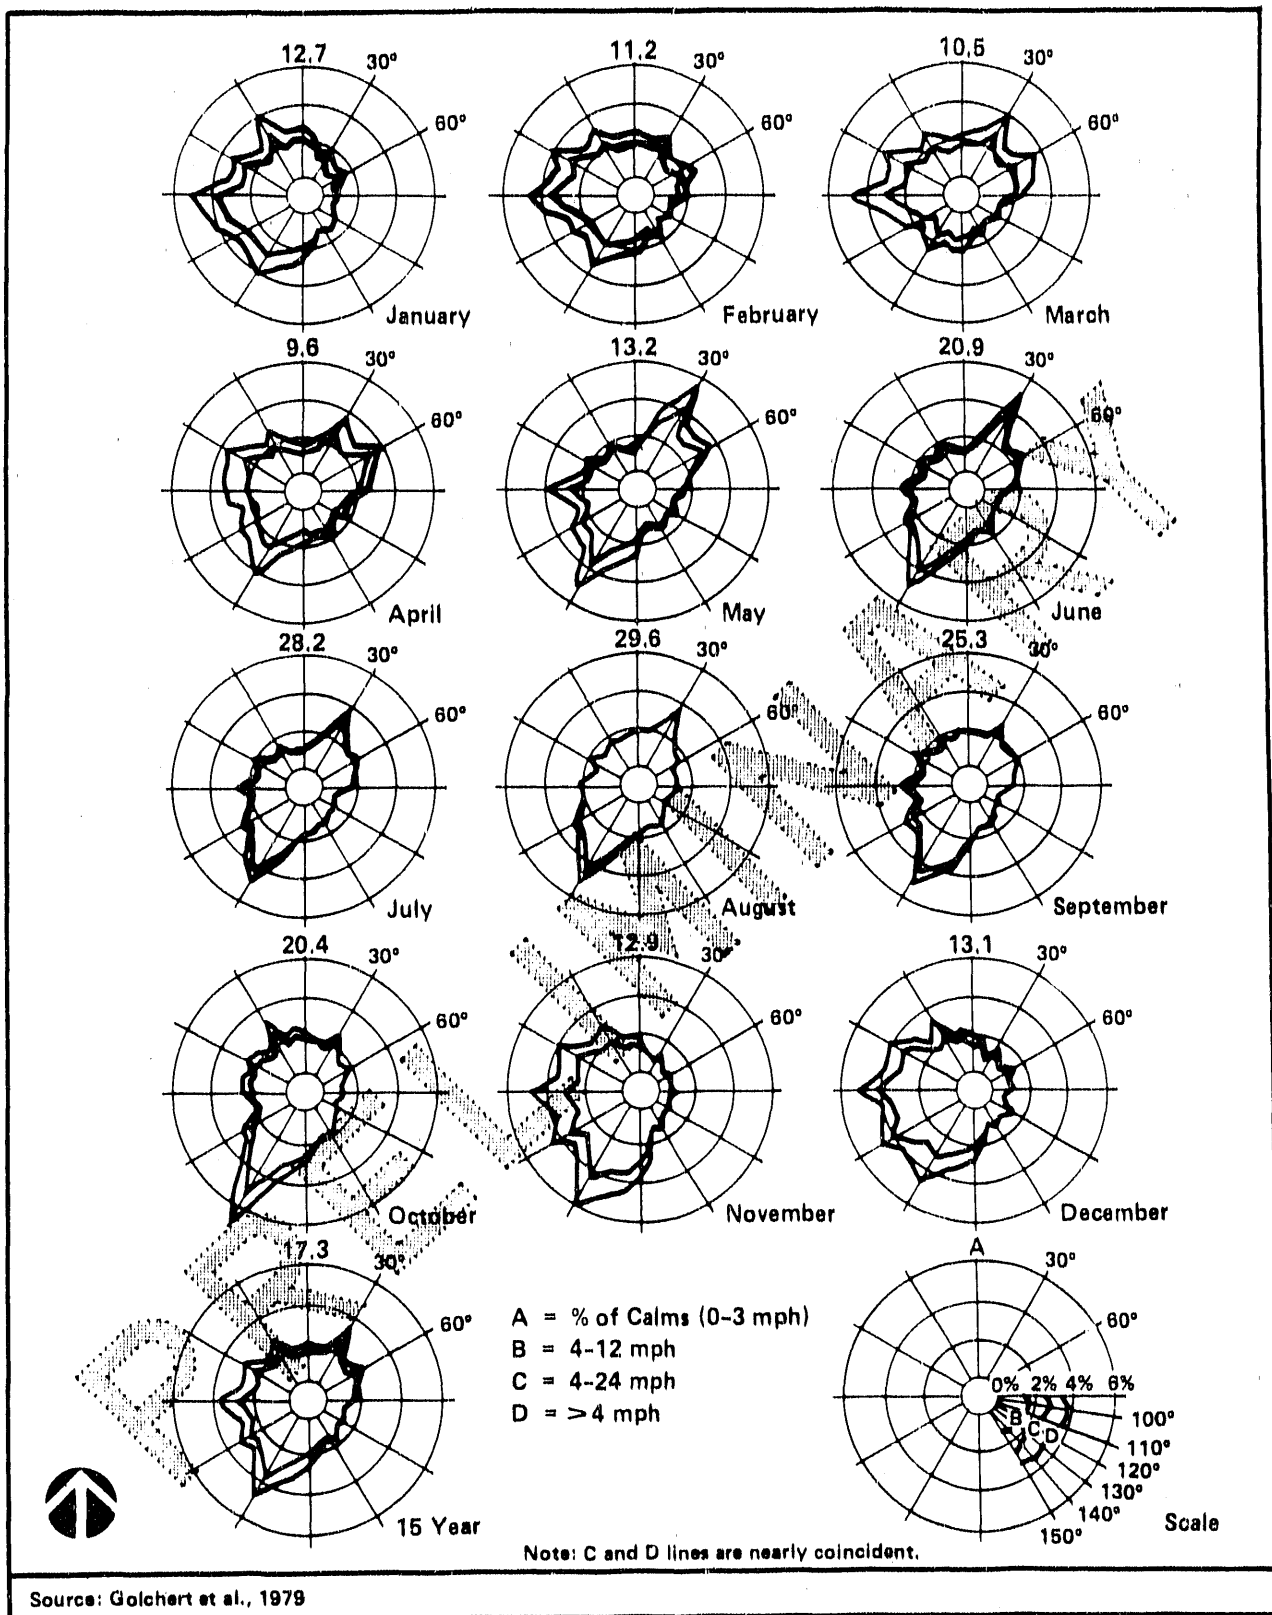 12.7 30° 11.2 30° 10.5 30°
60° 60° 60°
January February March
9.6 30° 13.2 30° 20.9 30°
60° 60° 60°
April May June
28.2 30° 29.6 30° 25.3 30°
60° 60° 60°
July August September
20.4 30° 12.9 30° 13.1 30°
60° 60° 60°
October November December
17.3 30° A 30°
60° 60°
A = % of Calms (0-3 mph)
B = 4-12 mph
C = 4-24 mph
D = >4 mph
0% 2% 4% 6%
B C D
100°
110°
120°
130°
140°
150°
15 Year Scale
Note: C and D lines are nearly coincident.
Source: Golchert et al., 1979
PRELIMINARY